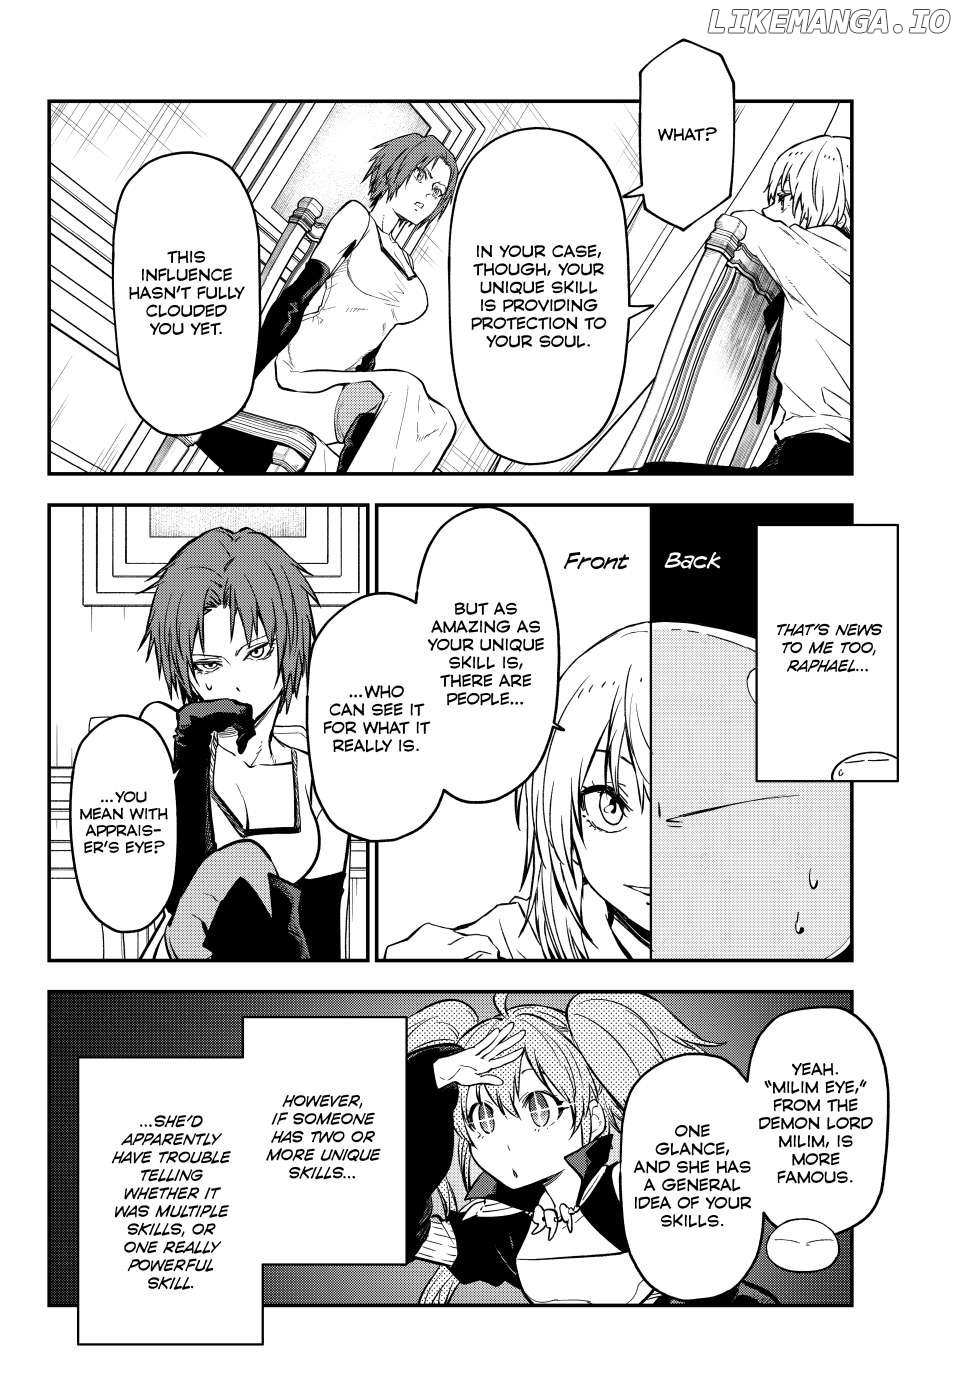 LIKEMANGA.IO
WHAT?
IN YOUR CASE,
THOUGH, YOUR
UNIQUE SKILL
IS PROVIDING
PROTECTION TO
YOUR SOUL.
THIS
INFLUENCE
HASN'T FULLY
CLOUDED
YOU YET.
THAT'S NEWS
TO ME TOO,
RAPHAEL...
Front
Back
BUT AS
AMAZING AS
YOUR UNIQUE
SKILL IS,
THERE ARE
PEOPLE...
...WHO
CAN SEE IT
FOR WHAT IT
REALLY IS.
...YOU
MEAN WITH
APPRAIS-
ER'S EYE?
YEAH.
"MILIM EYE,"
FROM THE
DEMON LORD
MILIM, IS
MORE
FAMOUS.
ONE
GLANCE,
AND SHE HAS
A GENERAL
IDEA OF YOUR
SKILLS.
HOWEVER,
IF SOMEONE
HAS TWO OR
MORE UNIQUE
SKILLS...
...SHE'D
APPARENTLY
HAVE TROUBLE
TELLING
WHETHER IT
WAS MULTIPLE
SKILLS, OR
ONE REALLY
POWERFUL
SKILL.